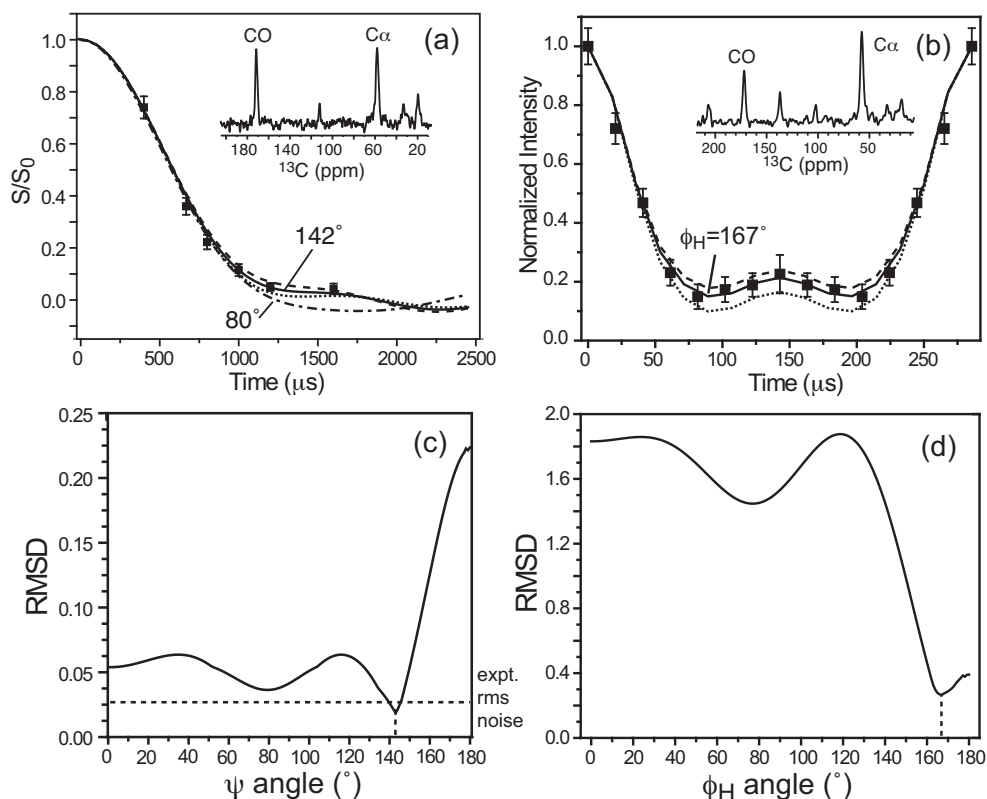 (a)
CO
Cα
180 140 100 60 20
¹³C (ppm)
142°
80°
S/S₀
1.0
0.8
0.6
0.4
0.2
0.0
0 500 1000 1500 2000 2500
Time (μs)
(b)
CO
Cα
200 150 100 50
¹³C (ppm)
ϕH=167°
Normalized Intensity
1.0
0.8
0.6
0.4
0.2
0.0
0 50 100 150 200 250
Time (μs)
(c)
RMSD
0.25
0.20
0.15
0.10
0.05
0.00
expt.
rms
noise
0 20 40 60 80 100 120 140 160 180
ψ angle (°)
(d)
RMSD
2.0
1.6
1.2
0.8
0.4
0.0
0 20 40 60 80 100 120 140 160 180
ϕH angle (°)